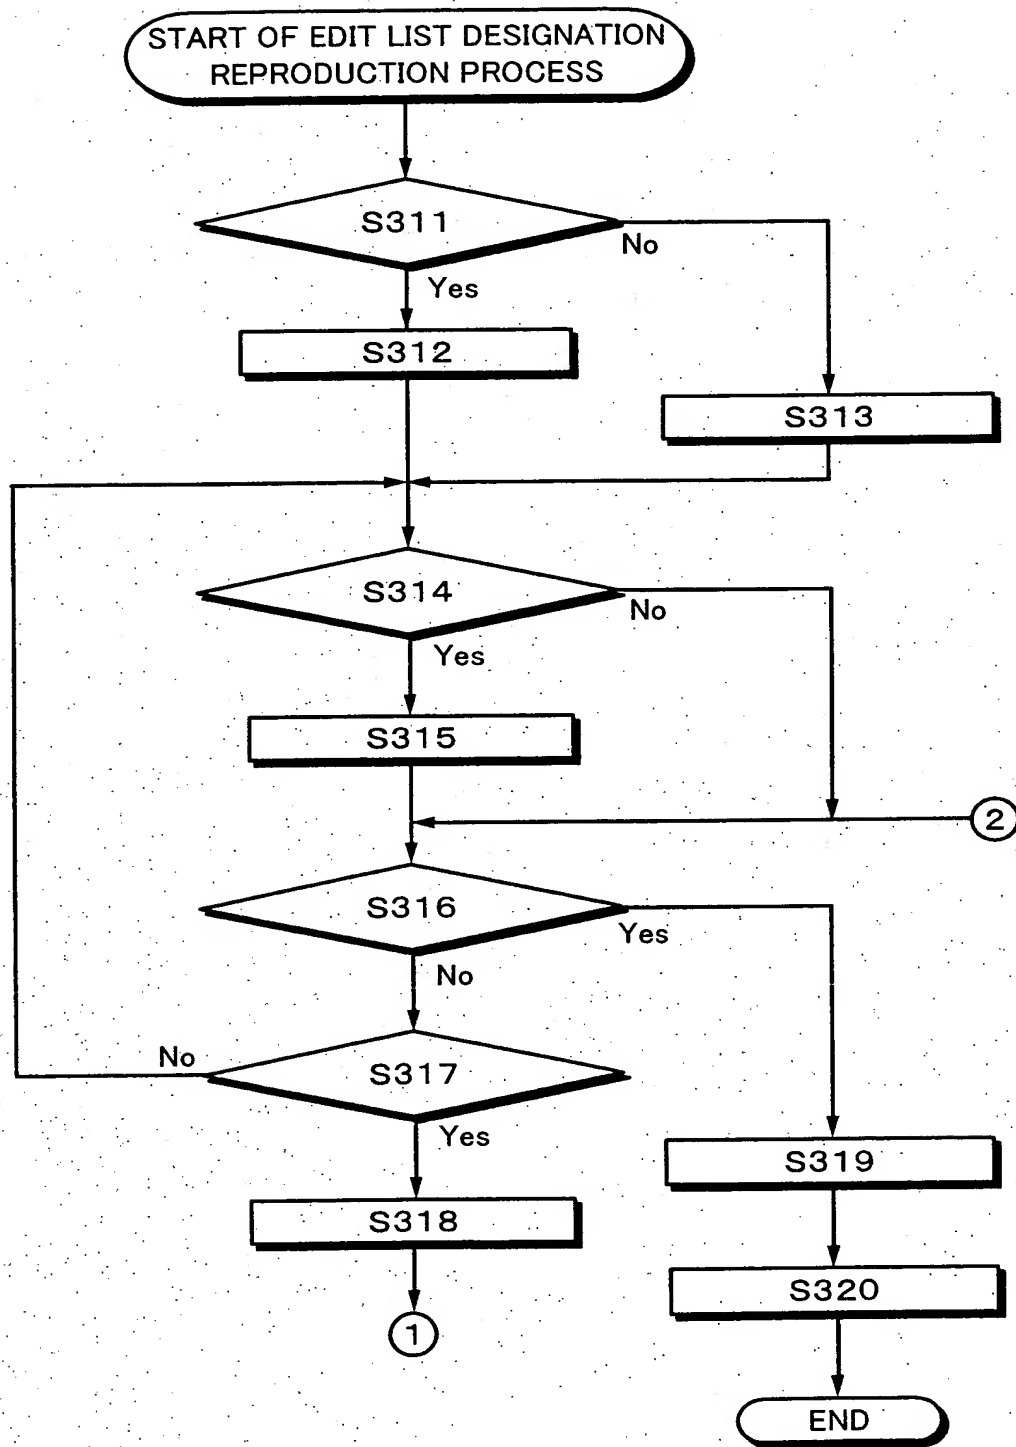 START OF EDIT LIST DESIGNATION
REPRODUCTION PROCESS
S311
No
Yes
S312
S313
S314
No
Yes
S315
2
S316
Yes
No
No
S317
Yes
S319
S318
S320
1
END